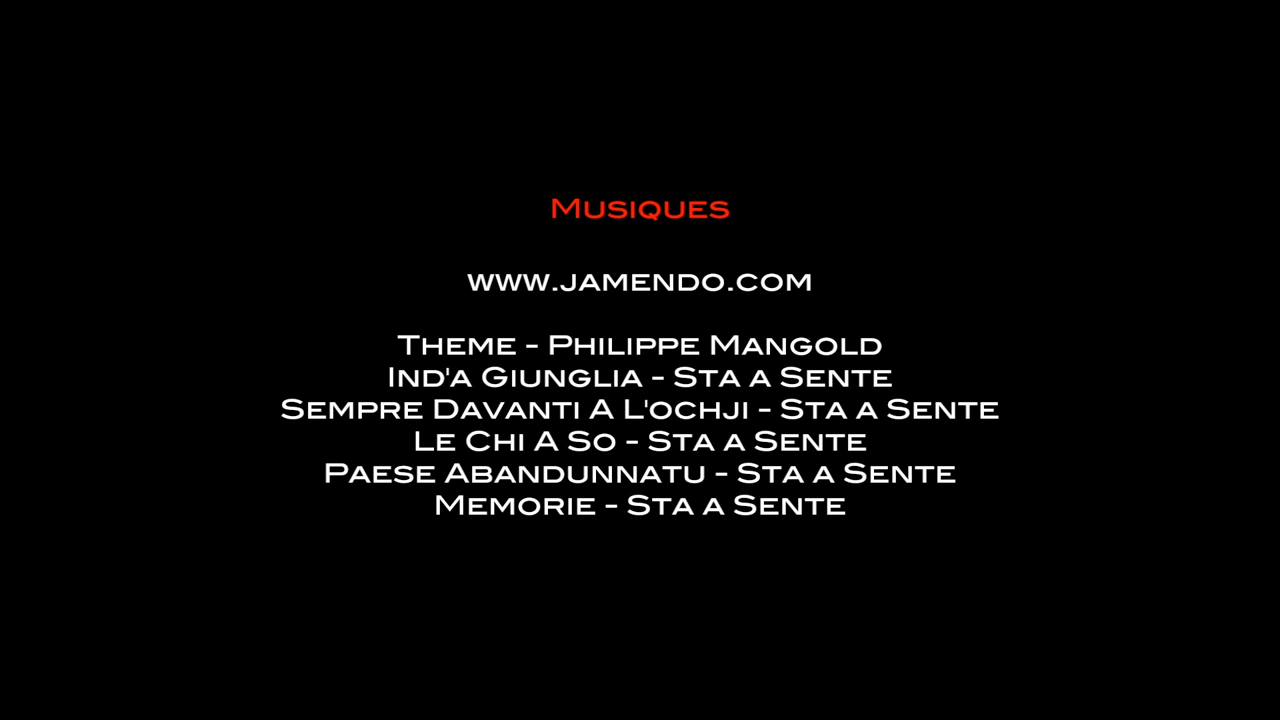 Musiques
www.jamendo.com
Theme - Philippe Mangold
Ind'a Giunglia - Sta a Sente
Sempre Davanti A L'ochji - Sta a Sente
Le Chi A So - Sta a Sente
Paese Abandunnatu - Sta a Sente
Memorie - Sta a Sente